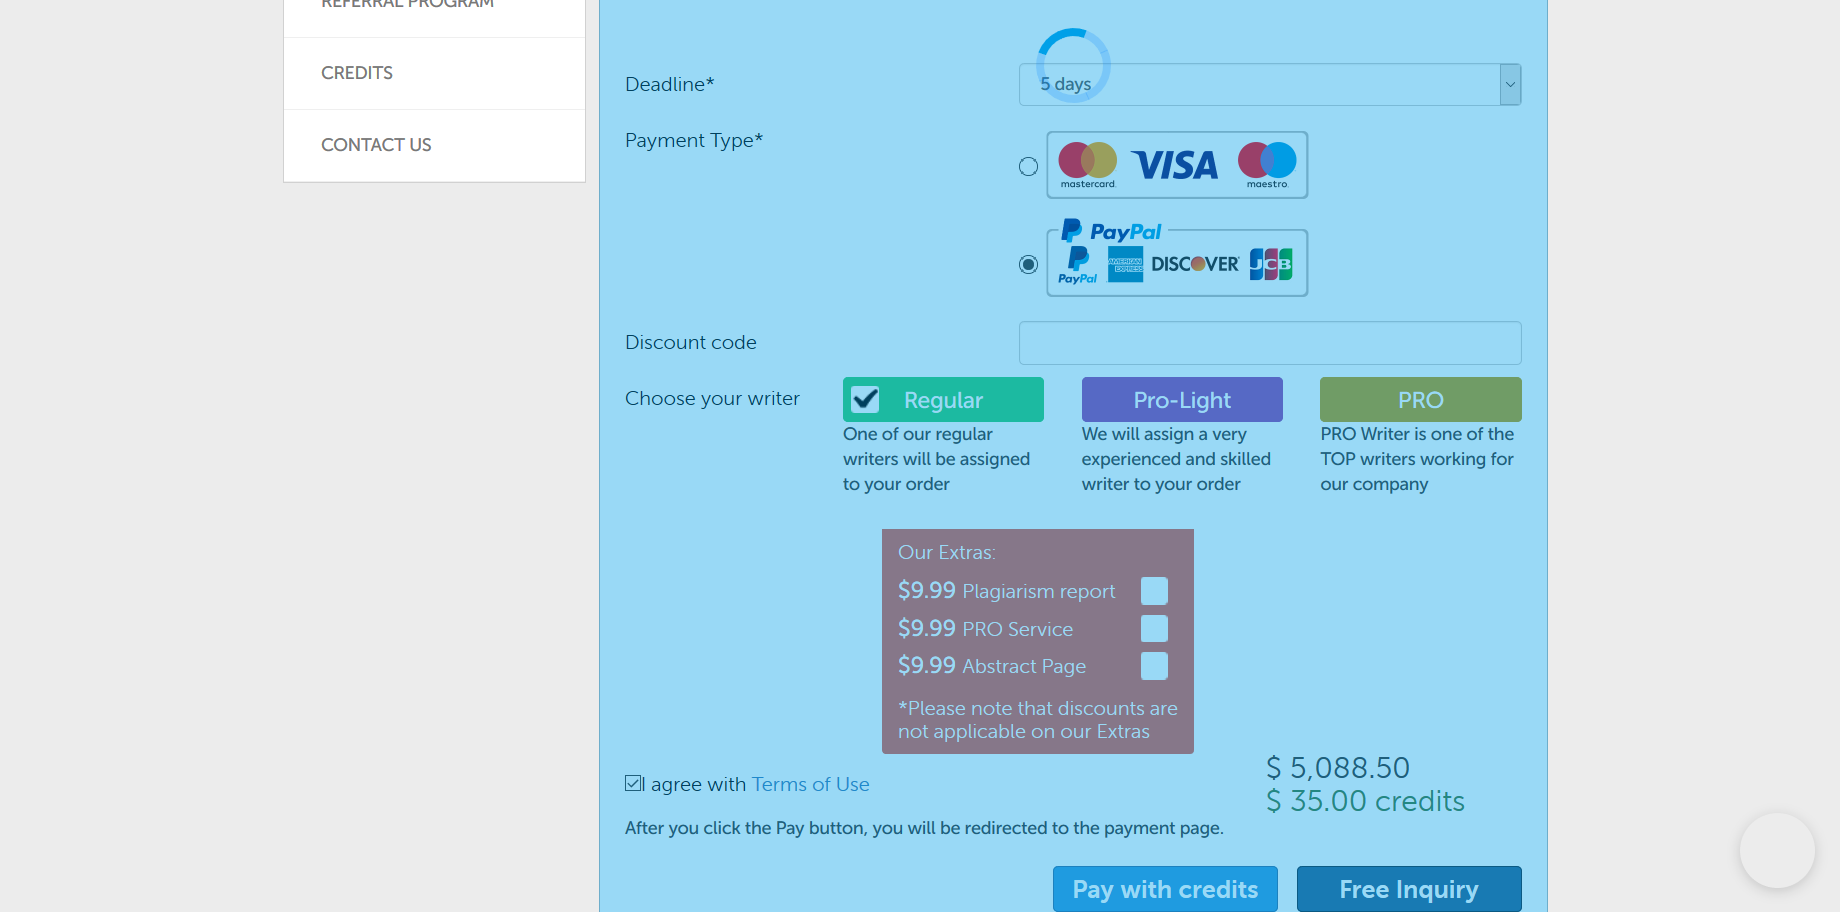 REFERRAL PROGRAM
CREDITS
CONTACT US
Deadline*
5 days
Payment Type*
mastercard.
VISA
maestro.
PayPal
PayPal
AMERICAN EXPRESS
DISCOVER
JCB
Discount code
Choose your writer
Regular
One of our regular
writers will be assigned
to your order
Pro-Light
We will assign a very
experienced and skilled
writer to your order
PRO
PRO Writer is one of the
TOP writers working for
our company
Our Extras:
$9.99 Plagiarism report
$9.99 PRO Service
$9.99 Abstract Page
*Please note that discounts are
not applicable on our Extras
$ 5,088.50
$ 35.00 credits
I agree with Terms of Use
After you click the Pay button, you will be redirected to the payment page.
Pay with credits
Free Inquiry